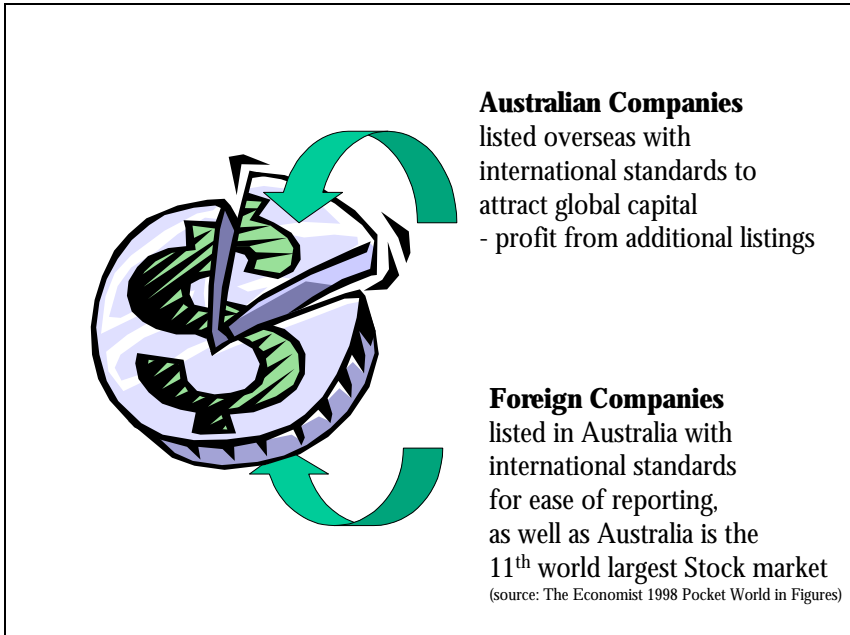 Australian Companies
listed overseas with
international standards to
attract global capital
- profit from additional listings
Foreign Companies
listed in Australia with
international standards
for ease of reporting,
as well as Australia is the
11th world largest Stock market
(source: The Economist 1998 Pocket World in Figures)